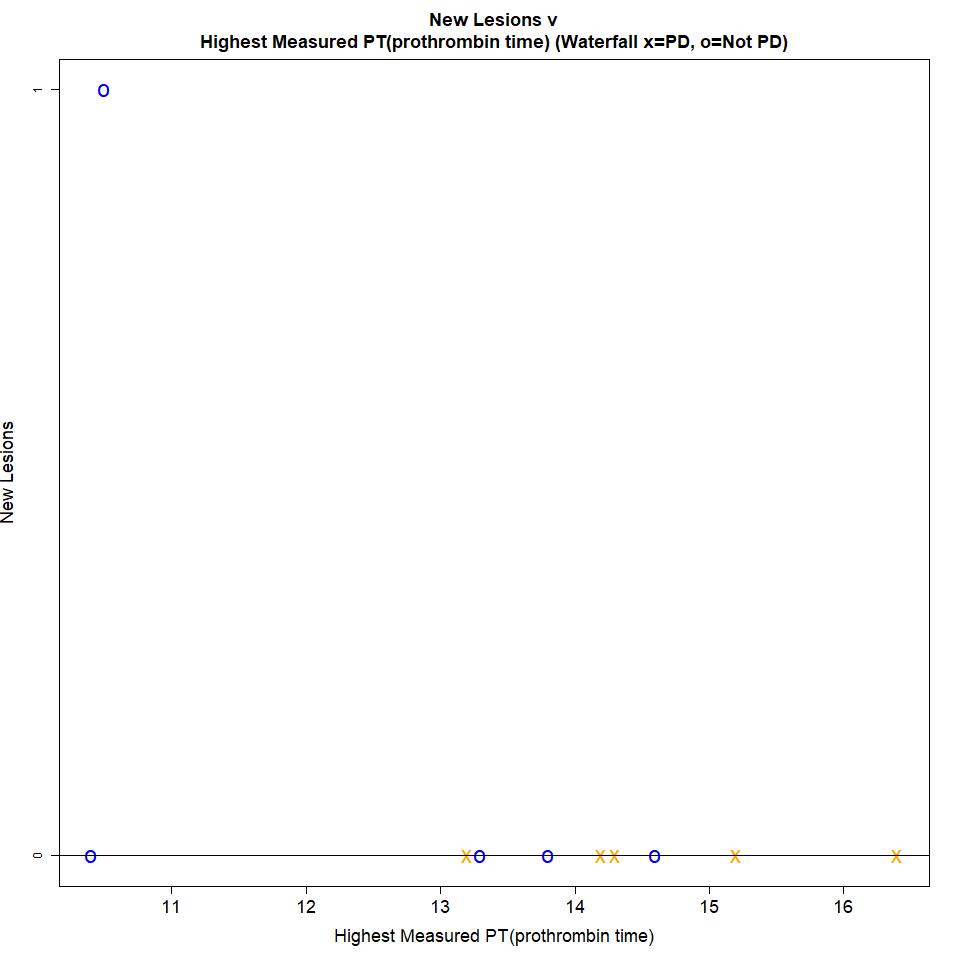 New Lesions v
Highest Measured PT(prothrombin time) (Waterfall x=PD, o=Not PD)
1
o
New Lesions
0
o x o o x x o x x
11 12 13 14 15 16
Highest Measured PT(prothrombin time)